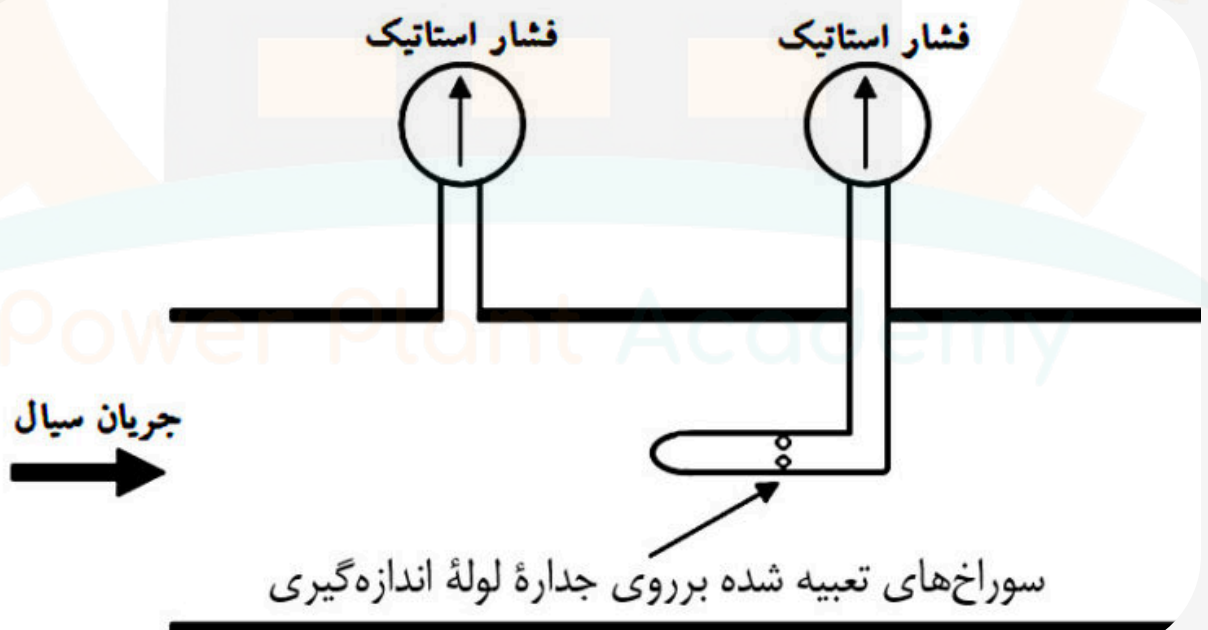 فشار استاتیک
فشار استاتیک
Power Plant Academy
جریان سیال
سوراخ‌های تعبیه شده برروی جدارهٔ لولهٔ اندازه‌گیری